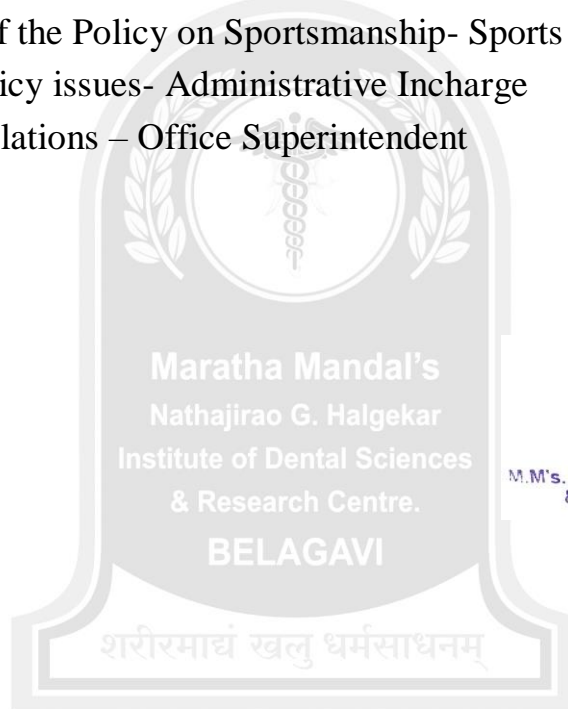 f the Policy on Sportsmanship- Sports
icy issues- Administrative Incharge
lations – Office Superintendent
Maratha Mandal's
Nathajirao G. Halgekar
Institute of Dental Sciences
& Research Centre.
BELAGAVI
M.M's.
शरीरमाद्यं खलु धर्मसाधनम्